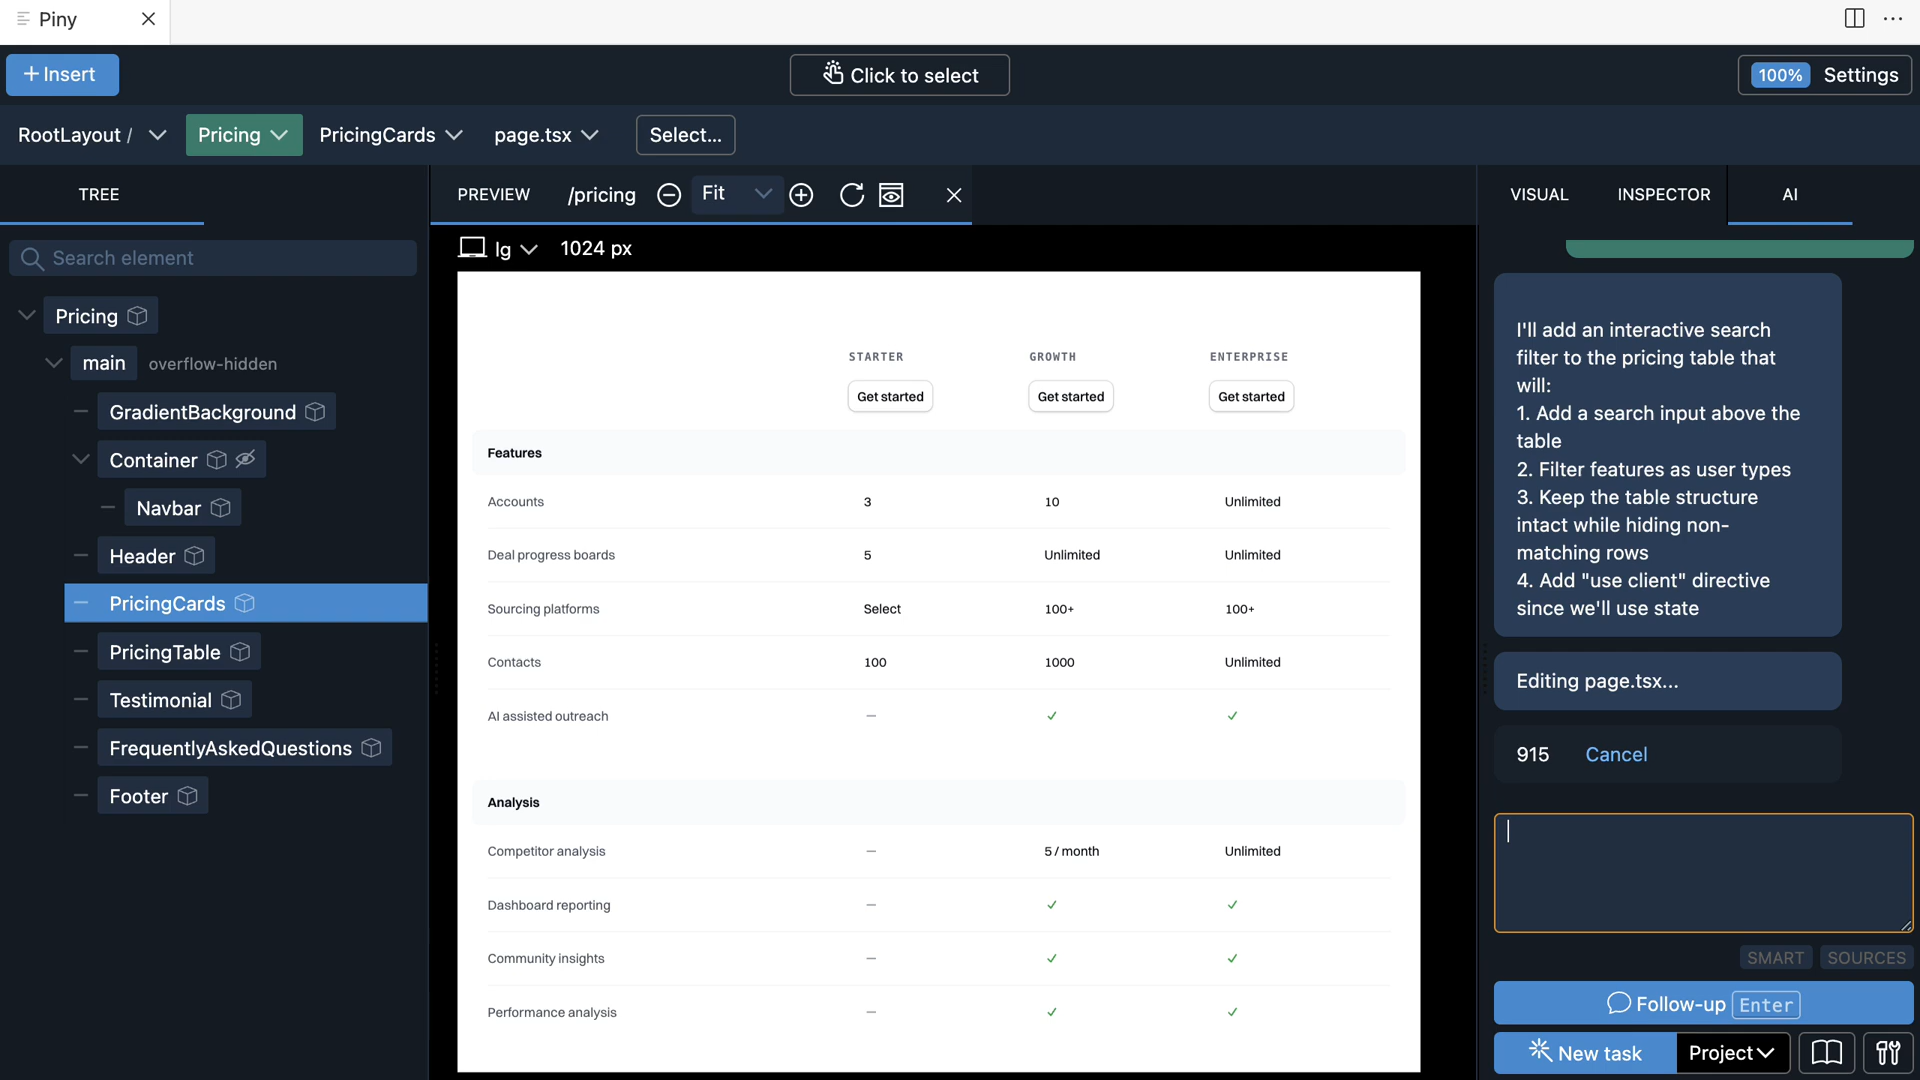 Piny
+ Insert
Click to select
100% Settings
RootLayout /
Pricing
PricingCards
page.tsx
Select...
TREE
Search element
Pricing
main overflow-hidden
GradientBackground
Container
Navbar
Header
PricingCards
PricingTable
Testimonial
FrequentlyAskedQuestions
Footer
PREVIEW /pricing Fit
lg 1024 px
STARTER GROWTH ENTERPRISE
Get started Get started Get started
Features
Accounts 3 10 Unlimited
Deal progress boards 5 Unlimited Unlimited
Sourcing platforms Select 100+ 100+
Contacts 100 1000 Unlimited
AI assisted outreach – ✓ ✓
Analysis
Competitor analysis – 5 / month Unlimited
Dashboard reporting – ✓ ✓
Community insights – ✓ ✓
Performance analysis – ✓ ✓
VISUAL INSPECTOR AI
I'll add an interactive search
filter to the pricing table that
will:
1. Add a search input above the
table
2. Filter features as user types
3. Keep the table structure
intact while hiding non-
matching rows
4. Add "use client" directive
since we'll use state
Editing page.tsx...
915 Cancel
SMART SOURCES
Follow-up Enter
New task Project